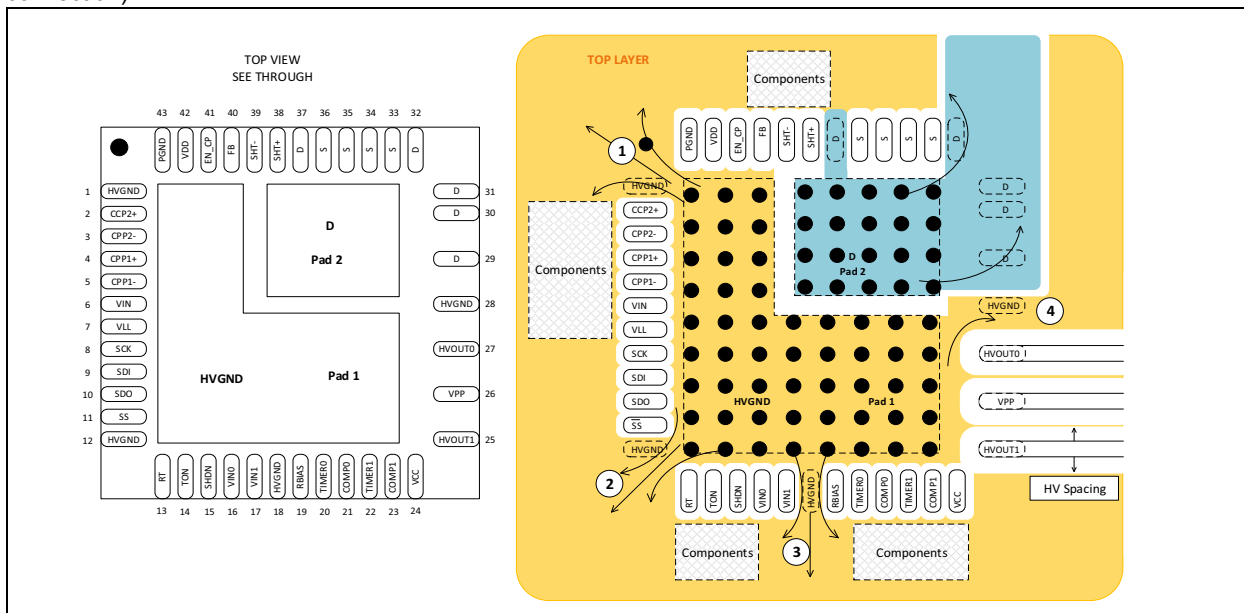 TOP VIEW
SEE THROUGH
43 42 41 40 39 38 37 36 35 34 33 32
PGND VDD EN_CP FB SHT- SHT+ D S S S S D
1 HVGND
2 CCP2+
3 CPP2-
4 CPP1+
5 CPP1-
6 VIN
7 VLL
8 SCK
9 SDI
10 SDO
11 SS
12 HVGND
D
Pad 2
HVGND Pad 1
D 31
D 30
D 29
HVGND 28
HVOUT0 27
VPP 26
HVOUT1 25
RT TON SHDN VIN0 VIN1 HVGND RBIAS TIMER0 COMP0 TIMER1 COMP1 VCC
13 14 15 16 17 18 19 20 21 22 23 24
TOP LAYER
Components
PGND VDD EN_CP FB SHT- SHT+ D S S S S D
1
HVGND
CCP2+
CPP2-
CPP1+
CPP1-
VIN
VLL
SCK
SDI
SDO
SS
HVGND
Components
D
Pad 2
HVGND Pad 1
D
D
D
HVGND
4
HVOUT0
VPP
HVOUT1
HV Spacing
2
RT TON SHDN VIN0 VIN1 HVGND RBIAS TIMER0 COMP0 TIMER1 COMP1 VCC
Components
3
Components